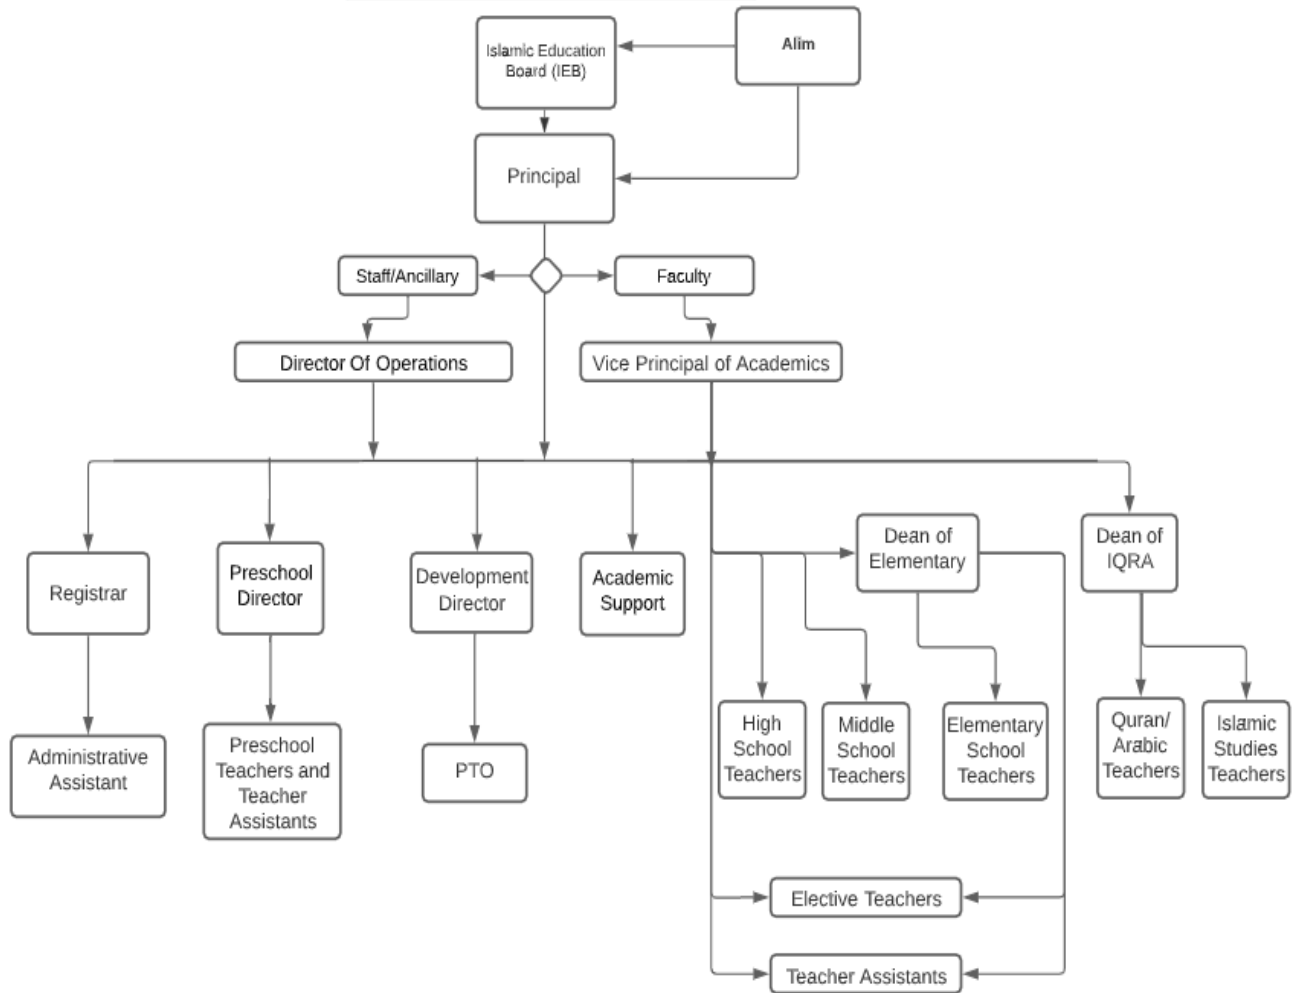 Islamic Education
Board (IEB)
Alim
Principal
Staff/Ancillary
Faculty
Director Of Operations
Vice Principal of Academics
Registrar
Preschool
Director
Development
Director
Academic
Support
Dean of
Elementary
Dean of
IQRA
Administrative
Assistant
Preschool
Teachers and
Teacher
Assistants
PTO
High
School
Teachers
Middle
School
Teachers
Elementary
School
Teachers
Quran/
Arabic
Teachers
Islamic
Studies
Teachers
Elective Teachers
Teacher Assistants